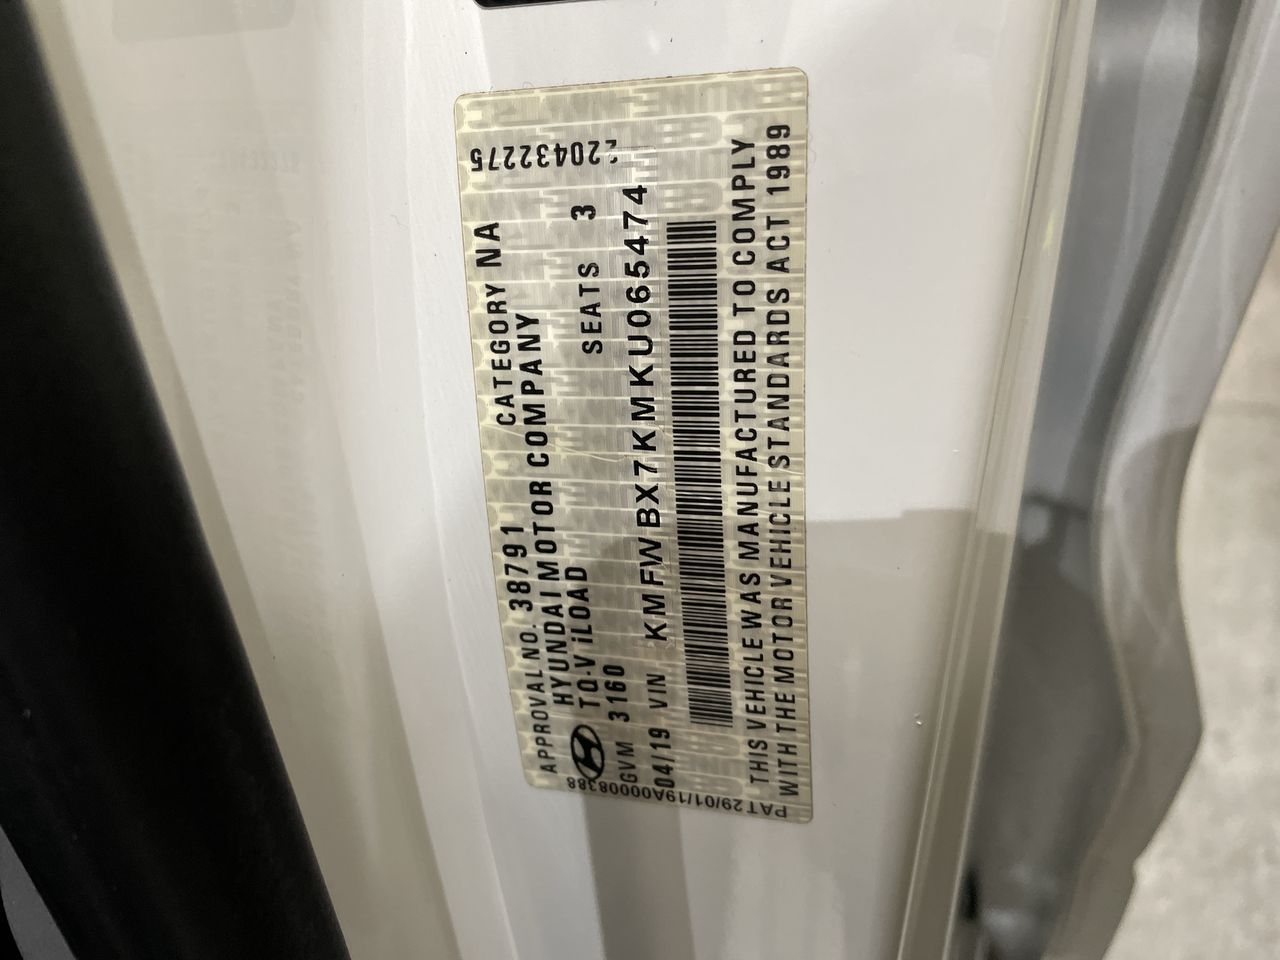 APPROVAL NO. 38791 CATEGORY NA
HYUNDAI MOTOR COMPANY
TQ-V iLOAD SEATS 3
GVM 3160
04/19 VIN KMFWBX7KMKU065474
THIS VEHICLE WAS MANUFACTURED TO COMPLY
WITH THE MOTOR VEHICLE STANDARDS ACT 1989
20432275
PAT29/01/19A00008388